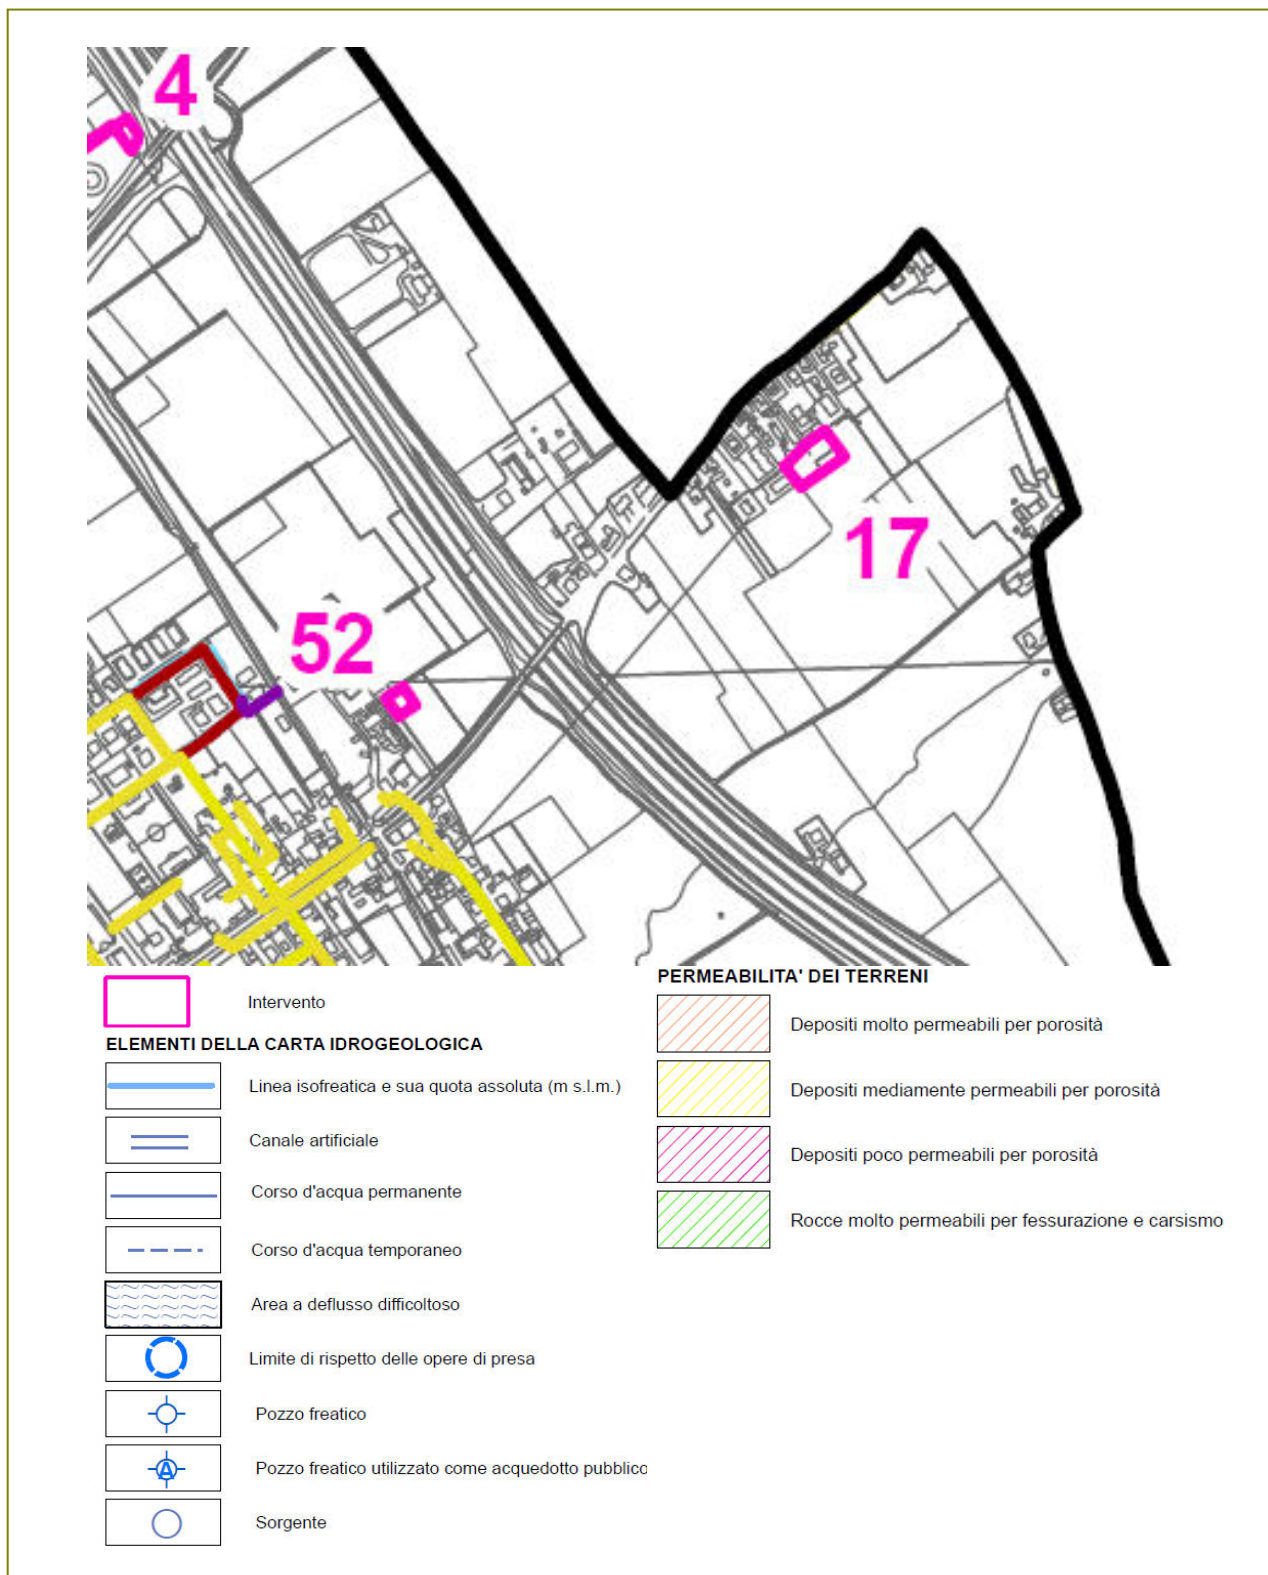 4
17
52
Intervento
ELEMENTI DELLA CARTA IDROGEOLOGICA
Linea isofreatica e sua quota assoluta (m s.l.m.)
Canale artificiale
Corso d'acqua permanente
Corso d'acqua temporaneo
Area a deflusso difficoltoso
Limite di rispetto delle opere di presa
Pozzo freatico
A
Pozzo freatico utilizzato come acquedotto pubblico
Sorgente
PERMEABILITA' DEI TERRENI
Depositi molto permeabili per porosità
Depositi mediamente permeabili per porosità
Depositi poco permeabili per porosità
Rocce molto permeabili per fessurazione e carsismo